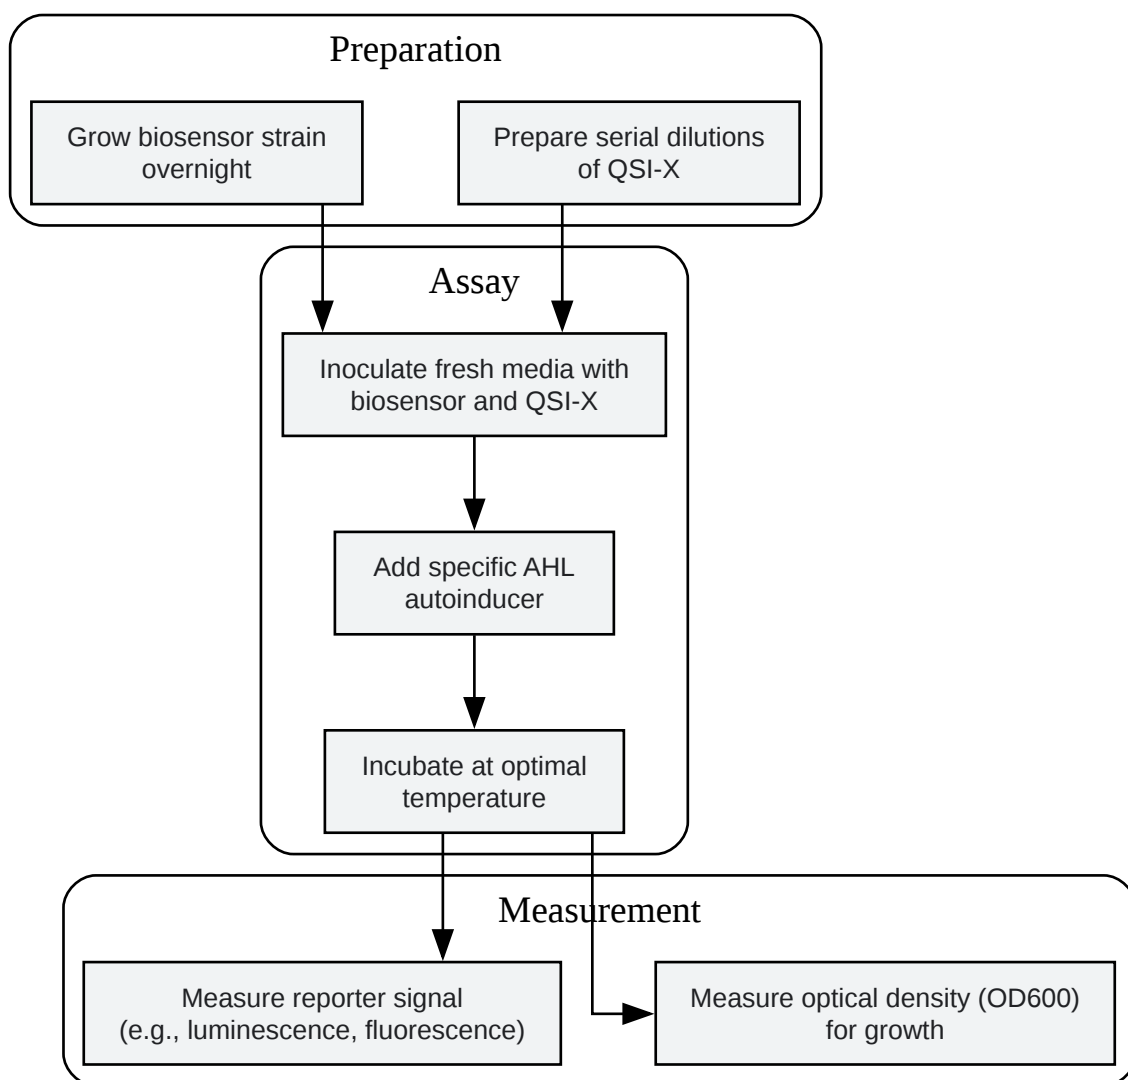 Preparation
Grow biosensor strain
overnight
Prepare serial dilutions
of QSI-X
Assay
Inoculate fresh media with
biosensor and QSI-X
Add specific AHL
autoinducer
Incubate at optimal
temperature
Measurement
Measure reporter signal
(e.g., luminescence, fluorescence)
Measure optical density (OD600)
for growth